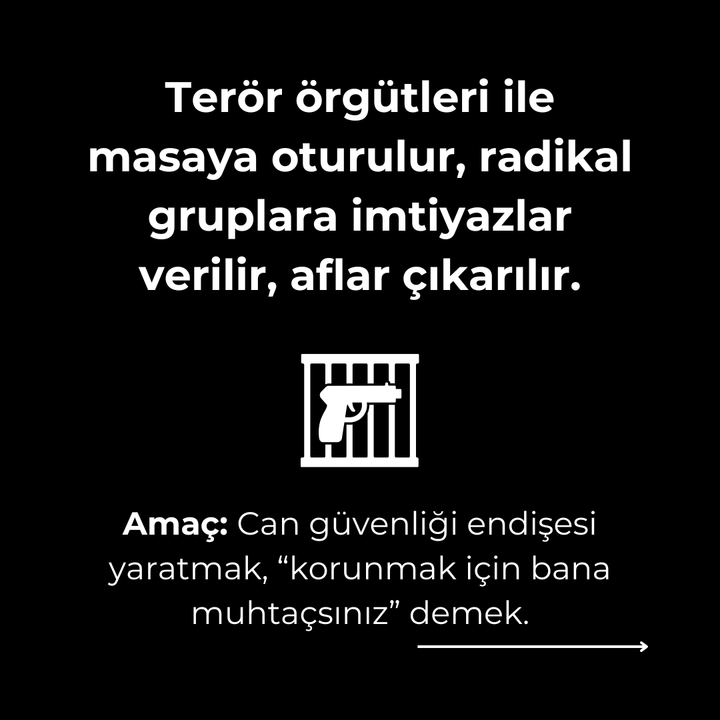 Terör örgütleri ile
masaya oturulur, radikal
gruplara imtiyazlar
verilir, aflar çıkarılır.
Amaç: Can güvenliği endişesi
yaratmak, “korunmak için bana
muhtaçsınız” demek.